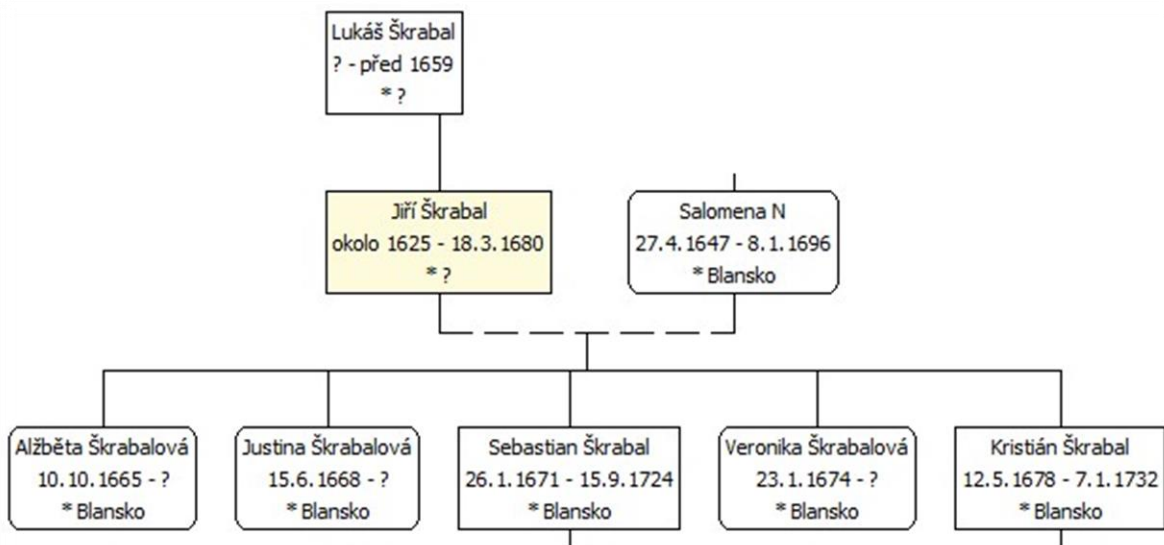 Lukáš Škrabal
? - před 1659
* ?
Jiří Škrabal
okolo 1625 - 18.3.1680
* ?
Salomena N
27.4.1647 - 8.1.1696
* Blansko
Alžběta Škrabalová
10.10.1665 - ?
* Blansko
Justina Škrabalová
15.6.1668 - ?
* Blansko
Sebastian Škrabal
26.1.1671 - 15.9.1724
* Blansko
Veronika Škrabalová
23.1.1674 - ?
* Blansko
Kristián Škrabal
12.5.1678 - 7.1.1732
* Blansko